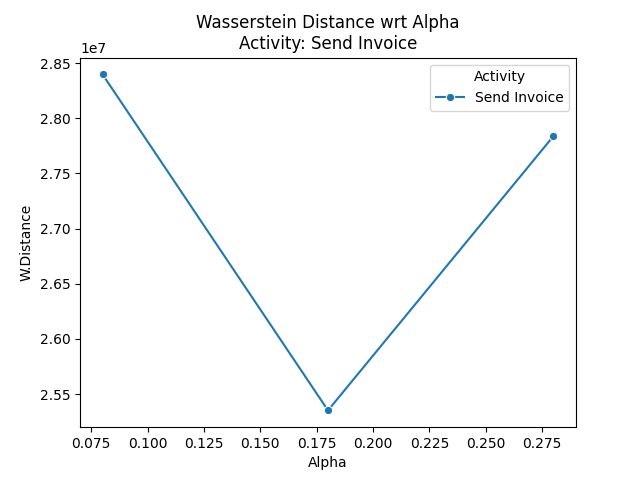 Wasserstein Distance wrt Alpha
Activity: Send Invoice
1e7
2.85
2.80
2.75
2.70
2.65
2.60
2.55
W.Distance
Activity
Send Invoice
0.075 0.100 0.125 0.150 0.175 0.200 0.225 0.250 0.275
Alpha